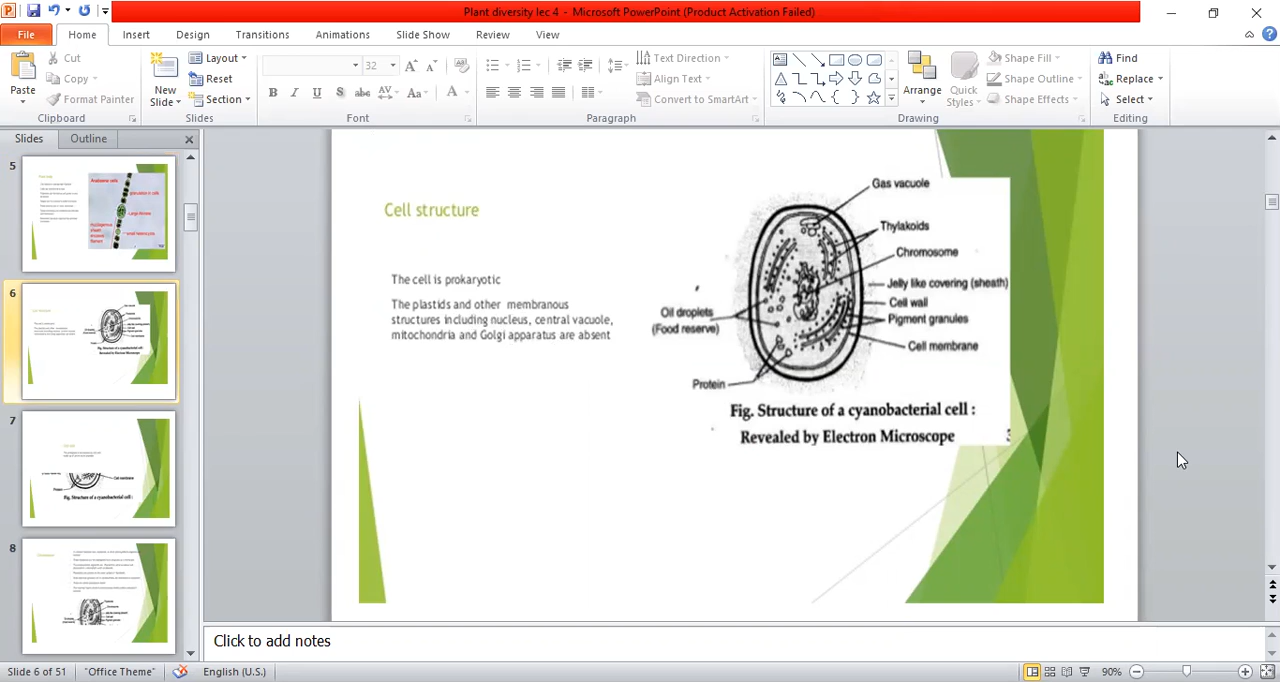 Plant diversity lec 4 - Microsoft PowerPoint (Product Activation Failed)
File Home Insert Design Transitions Animations Slide Show Review View
Paste
Cut
Copy
Format Painter
Clipboard
New
Slide
Layout
Reset
Section
Slides
32
Font
Text Direction
Align Text
Convert to SmartArt
Paragraph
Arrange
Quick
Styles
Shape Fill
Shape Outline
Shape Effects
Drawing
Find
Replace
Select
Editing
Slides Outline
5
6
7
8
Cell structure
The cell is prokaryotic
The plastids and other membranous
structures including nucleus, central vacuole,
mitochondria and Golgi apparatus are absent
Gas vacuole
Thylakoids
Chromosome
Jelly like covering (sheath)
Cell wall
Pigment granules
Cell membrane
Oil droplets
(Food reserve)
Protein
Fig. Structure of a cyanobacterial cell :
Revealed by Electron Microscope
Click to add notes
Slide 6 of 51 "Office Theme" English (U.S.) 90%